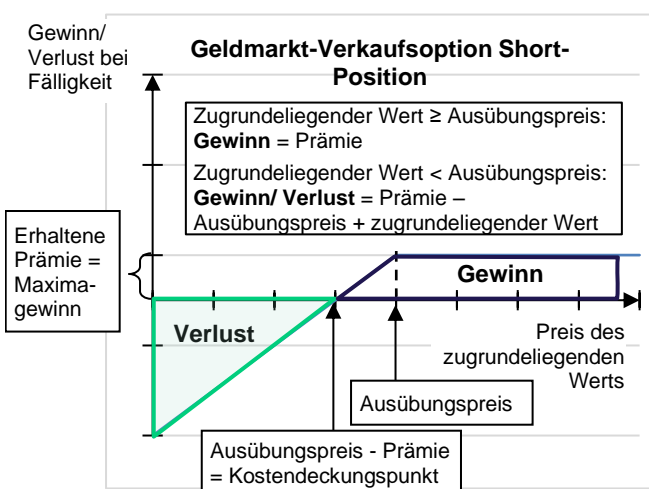 Gewinn/
Verlust bei
Fälligkeit
Geldmarkt-Verkaufsoption Short-
Position
Zugrundeliegender Wert ≥ Ausübungspreis:
Gewinn = Prämie
Zugrundeliegender Wert < Ausübungspreis:
Gewinn/ Verlust = Prämie –
Ausübungspreis + zugrundeliegender Wert
Erhaltene
Prämie =
Maxima-
gewinn
Gewinn
Verlust
Preis des
zugrundeliegenden
Werts
Ausübungspreis
Ausübungspreis - Prämie
= Kostendeckungspunkt